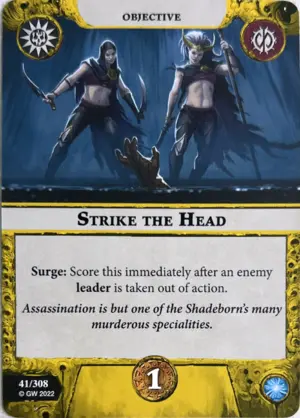 OBJECTIVE
STRIKE THE HEAD
Surge: Score this immediately after an enemy
leader is taken out of action.
Assassination is but one of the Shadeborn's many
murderous specialities.
41/308
© GW 2022
1